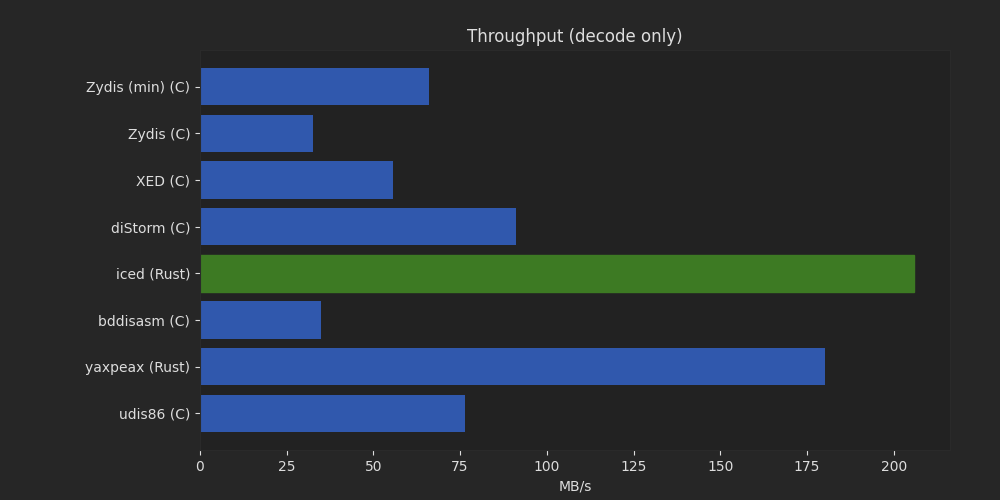 Throughput (decode only)
Zydis (min) (C)
Zydis (C)
XED (C)
diStorm (C)
iced (Rust)
bddisasm (C)
yaxpeax (Rust)
udis86 (C)
0 25 50 75 100 125 150 175 200
MB/s